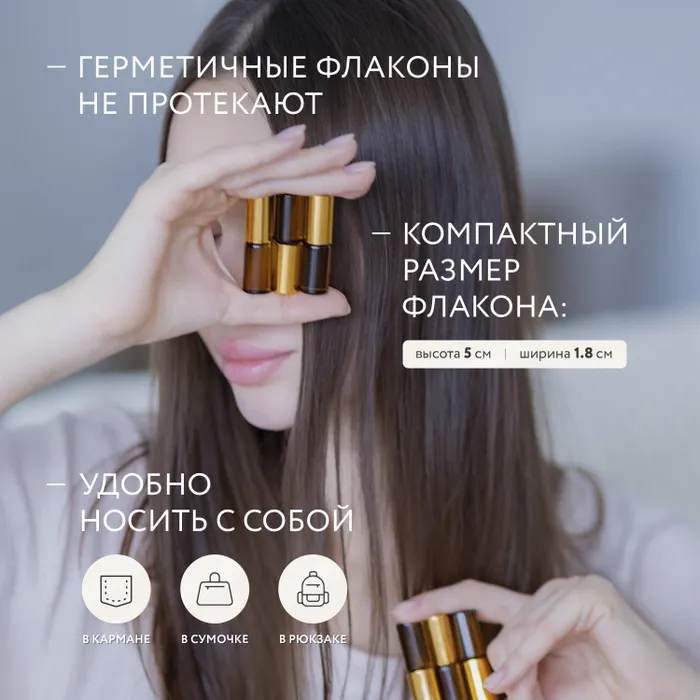 — ГЕРМЕТИЧНЫЕ ФЛАКОНЫ
НЕ ПРОТЕКАЮТ
— КОМПАКТНЫЙ
РАЗМЕР
ФЛАКОНА:
высота 5 см | ширина 1.8 см
— УДОБНО
НОСИТЬ С СОБОЙ
В КАРМАНЕ
В СУМОЧКЕ
В РЮКЗАКЕ